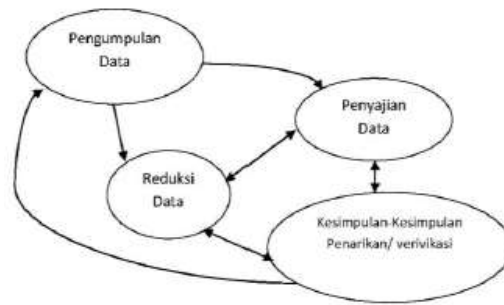 Pengumpulan
Data
Penyajian
Data
Reduksi
Data
Kesimpulan-Kesimpulan
Penarikan/ verivikasi